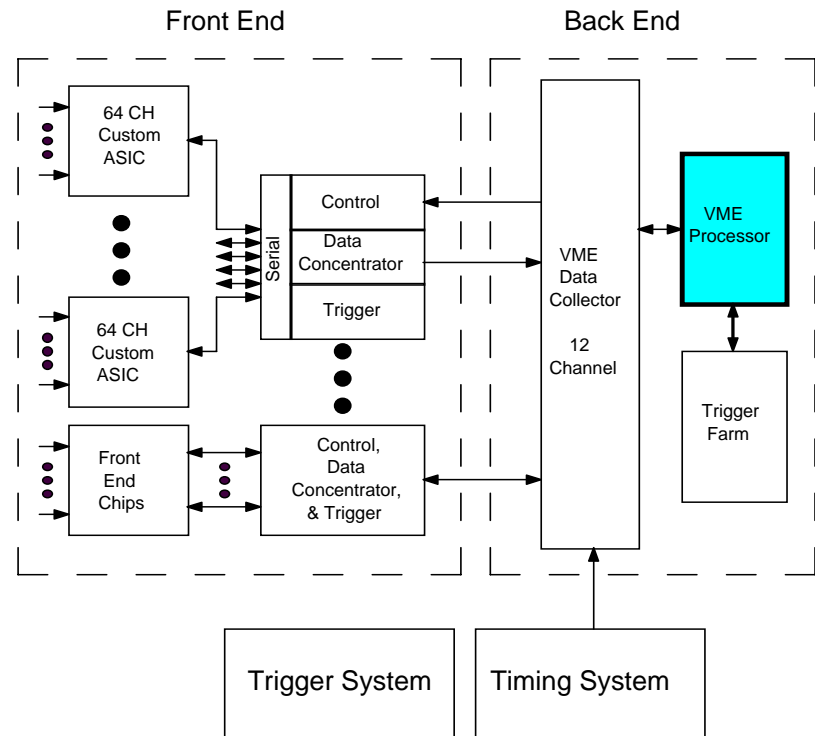 Front End
Back End
64 CH
Custom
ASIC
Serial
Control
Data
Concentrator
Trigger
64 CH
Custom
ASIC
Front
End
Chips
Control,
Data
Concentrator,
& Trigger
VME
Data
Collector
12
Channel
VME
Processor
Trigger
Farm
Trigger System
Timing System